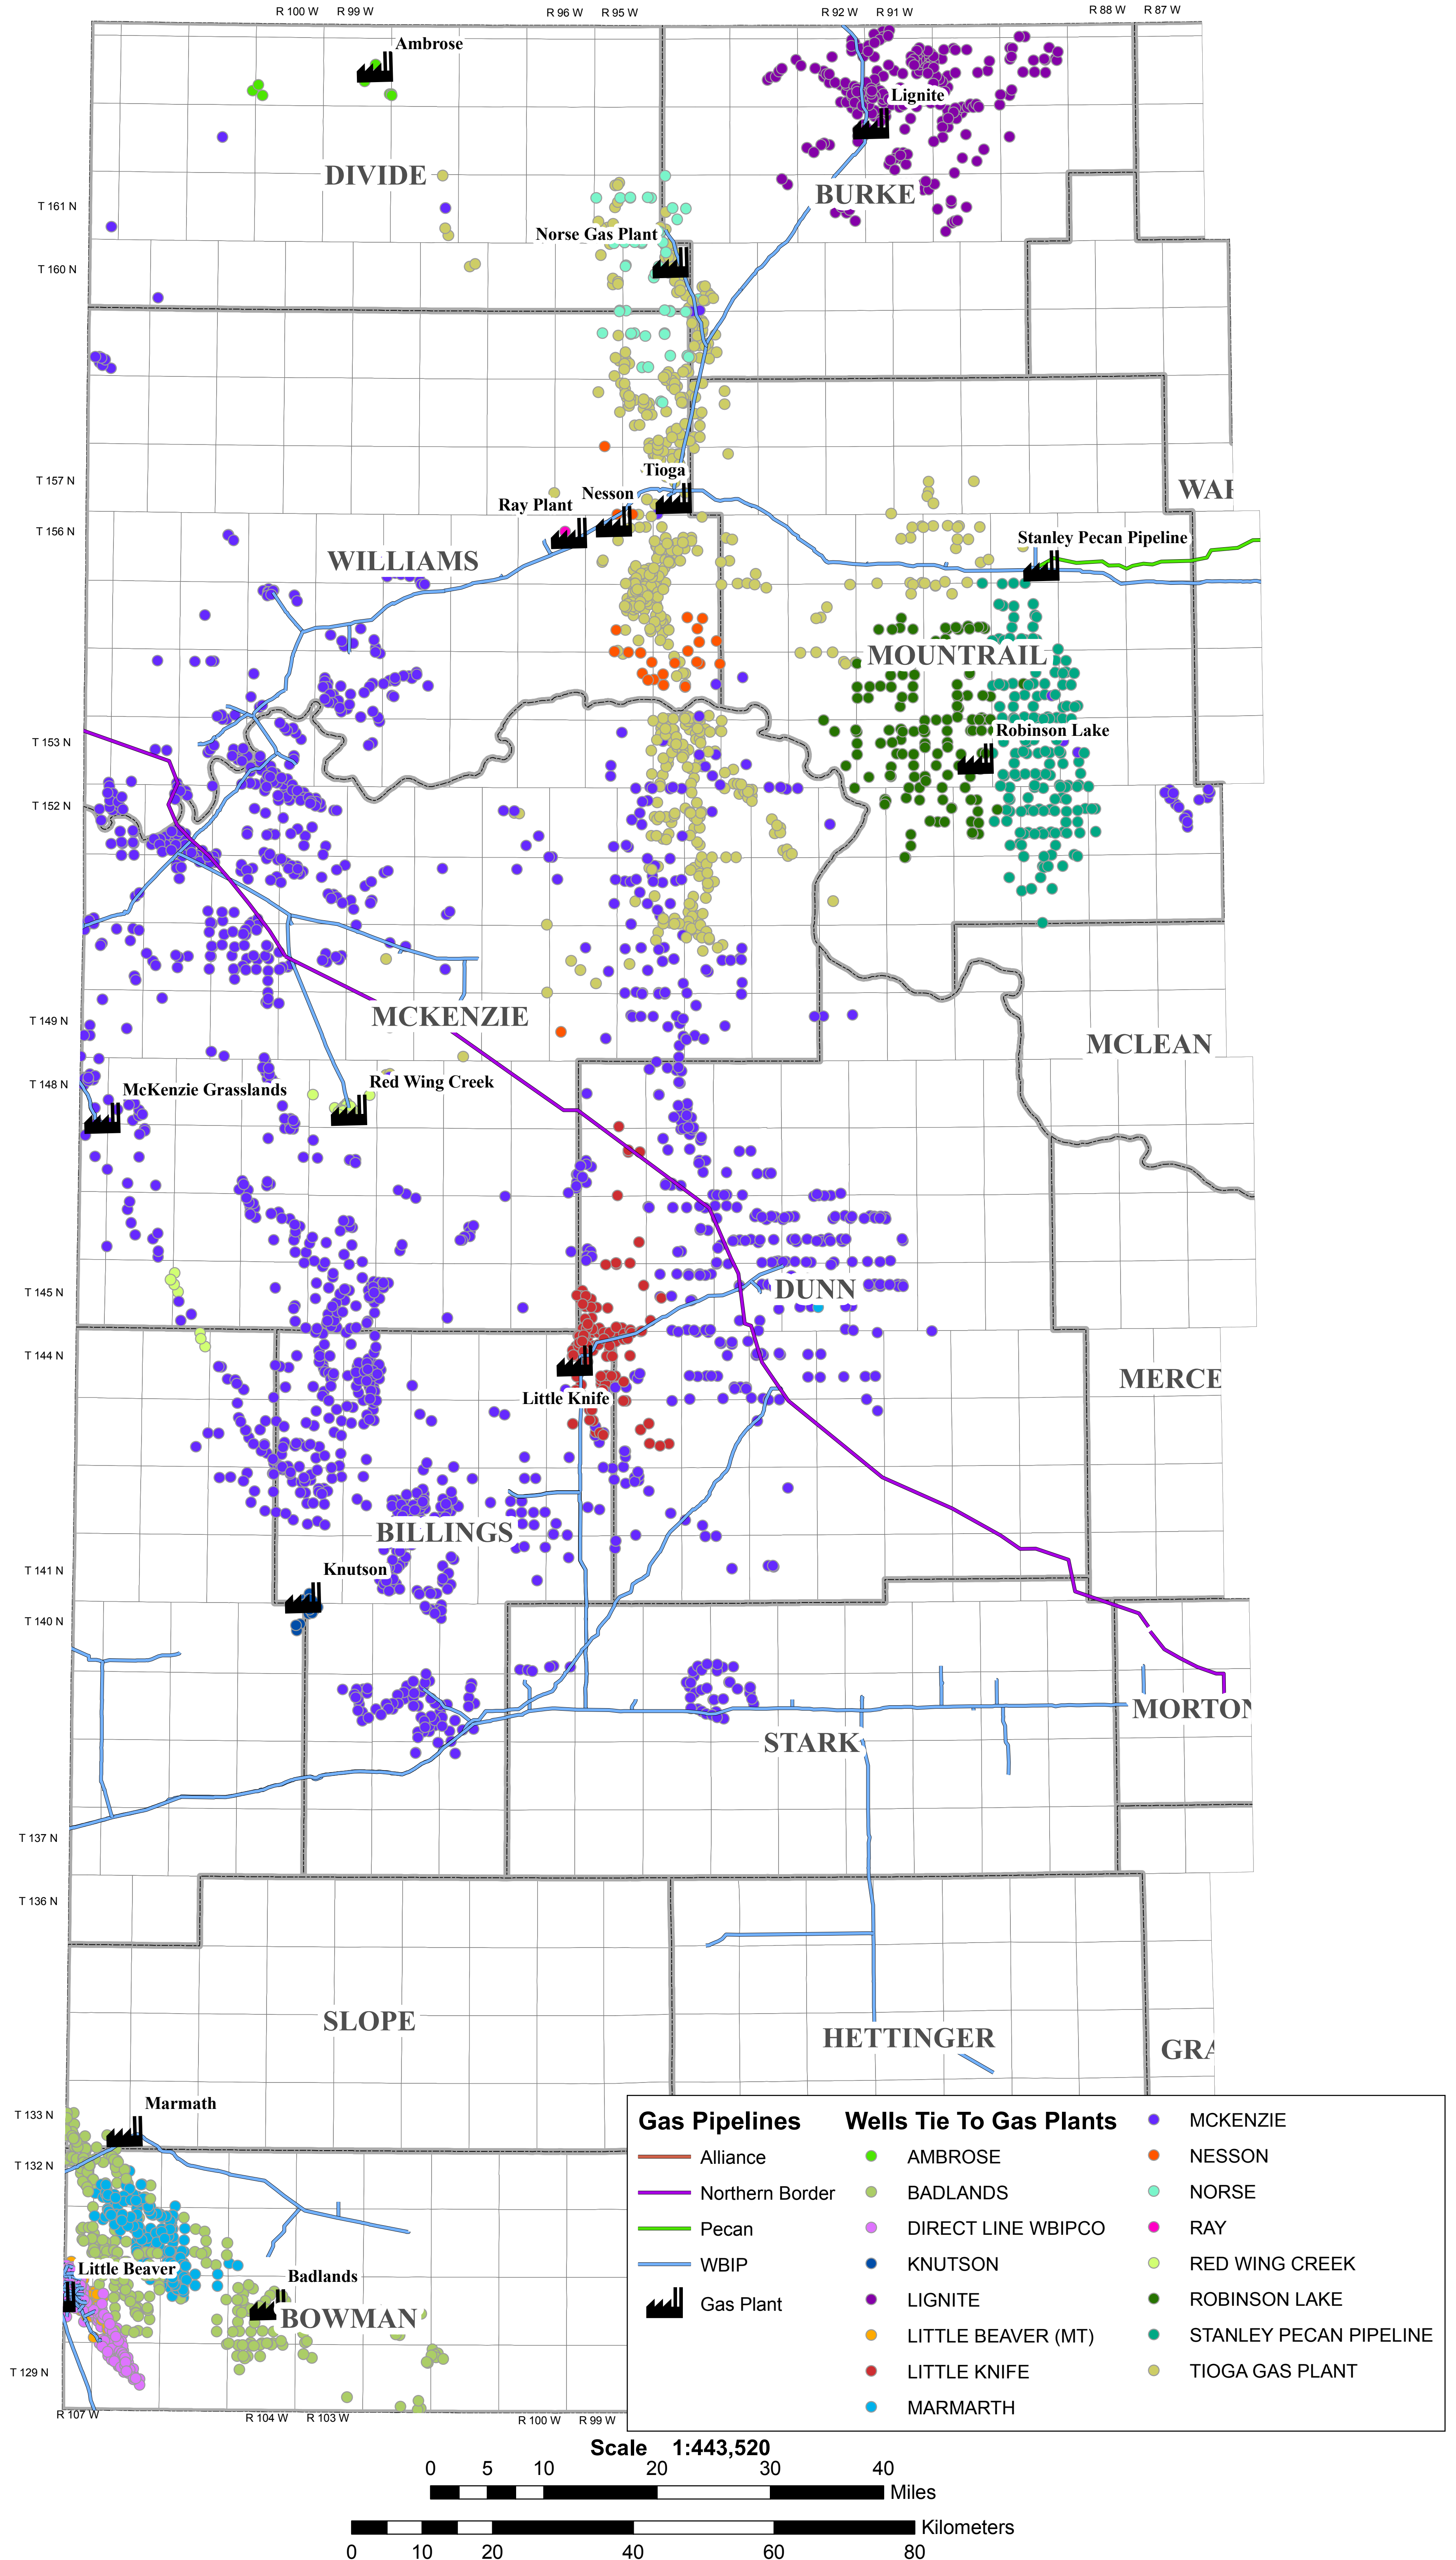 R 100 W R 99 W R 96 W R 95 W R 92 W R 91 W R 88 W R 87 W
Ambrose
Lignite
DIVIDE
BURKE
T 161 N
Norse Gas Plant
T 160 N
Tioga
T 157 N
WAR
Nesson
Ray Plant
T 156 N
Stanley Pecan Pipeline
WILLIAMS
MOUNTRAIL
Robinson Lake
T 153 N
T 152 N
MCKENZIE
T 149 N
MCLEAN
T 148 N
Red Wing Creek
McKenzie Grasslands
DUNN
T 145 N
T 144 N
MERCE
Little Knife
BILLINGS
T 141 N
Knutson
T 140 N
MORTON
STARK
T 137 N
T 136 N
SLOPE
HETTINGER
GRA
Marmath
T 133 N
T 132 N
Little Beaver
Badlands
BOWMAN
T 129 N
R 107 W R 104 W R 103 W R 100 W R 99 W
Gas Pipelines
Alliance
Northern Border
Pecan
WBIP
Gas Plant
Wells Tie To Gas Plants
AMBROSE
BADLANDS
DIRECT LINE WBIPCO
KNUTSON
LIGNITE
LITTLE BEAVER (MT)
LITTLE KNIFE
MARMARTH
MCKENZIE
NESSON
NORSE
RAY
RED WING CREEK
ROBINSON LAKE
STANLEY PECAN PIPELINE
TIOGA GAS PLANT
Scale 1:443,520
0 5 10 20 30 40
Miles
Kilometers
0 10 20 40 60 80